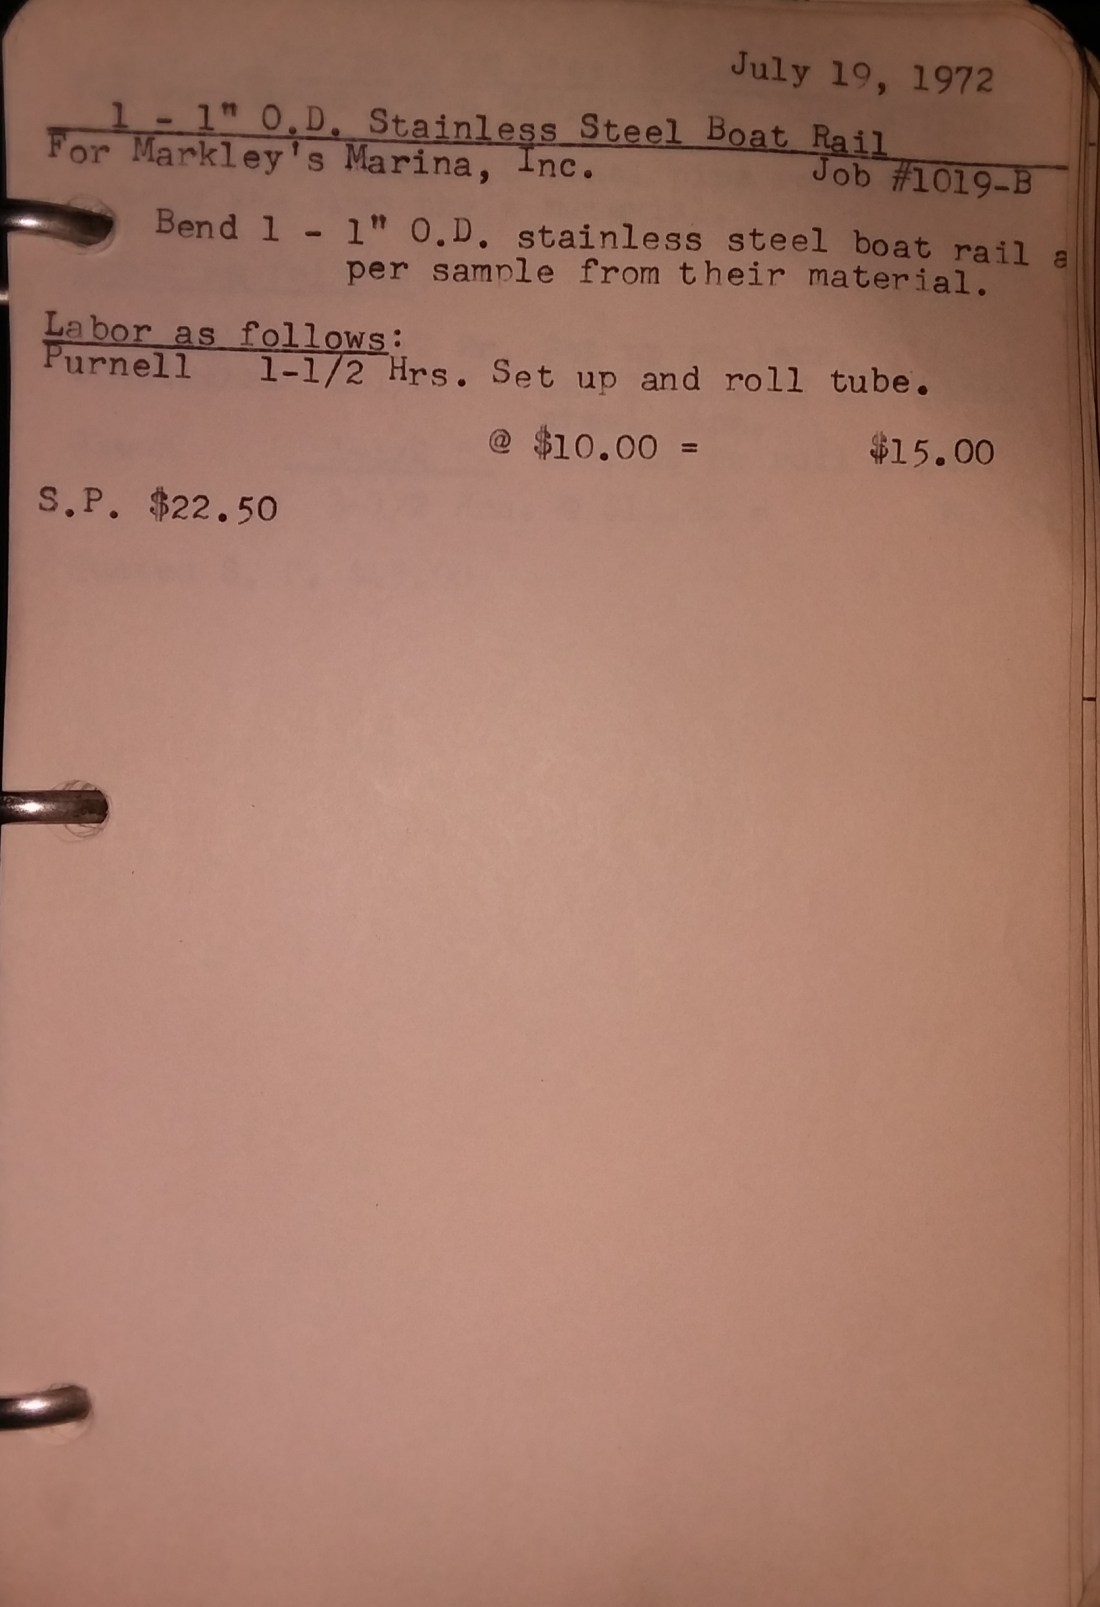 July 19, 1972
1 - 1" O.D. Stainless Steel Boat Rail
For Markley's Marina, Inc. Job #1019-B
Bend 1 - 1" O.D. stainless steel boat rail a
per sample from their material.
Labor as follows:
Purnell 1-1/2 Hrs. Set up and roll tube.
@ $10.00 = $15.00
S.P. $22.50